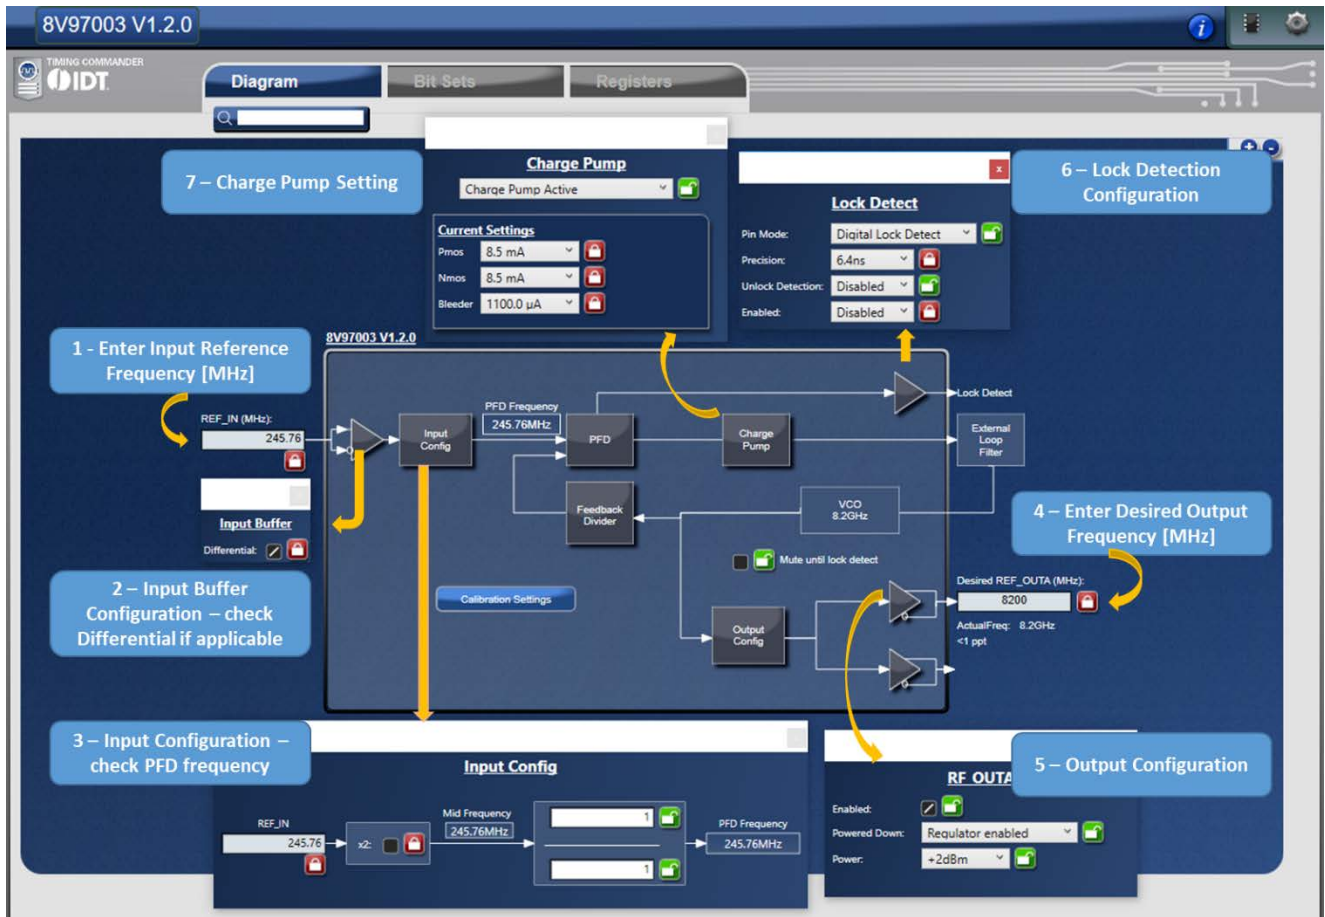 8V97003 V1.2.0
TIMING COMMANDER
IDT
Diagram
Bit Sets
Registers
7 – Charge Pump Setting
Charge Pump
Charge Pump Active
Current Settings
Pmos 8.5 mA
Nmos 8.5 mA
Bleeder 1100.0 µA
x
Lock Detect
Pin Mode: Digital Lock Detect
Precision: 6.4ns
Unlock Detection: Disabled
Enabled: Disabled
6 – Lock Detection
Configuration
1 - Enter Input Reference
Frequency [MHz]
8V97003 V1.2.0
REF_IN (MHz):
245.76
Input
Config
PFD Frequency
245.76MHz
PFD
Charge
Pump
Lock Detect
External
Loop
Filter
Input Buffer
Differential:
Feedback
Divider
VCO
8.2GHz
4 – Enter Desired Output
Frequency [MHz]
2 – Input Buffer
Configuration – check
Differential if applicable
Mute until lock detect
Calibration Settings
Output
Config
Desired REF_OUTA (MHz):
8200
ActualFreq: 8.2GHz
<1 ppt
3 – Input Configuration –
check PFD frequency
Input Config
REF_IN
245.76
x2:
Mid Frequency
245.76MHz
1
1
PFD Frequency
245.76MHz
5 – Output Configuration
RF OUTA
Enabled:
Powered Down: Regulator enabled
Power: +2dBm